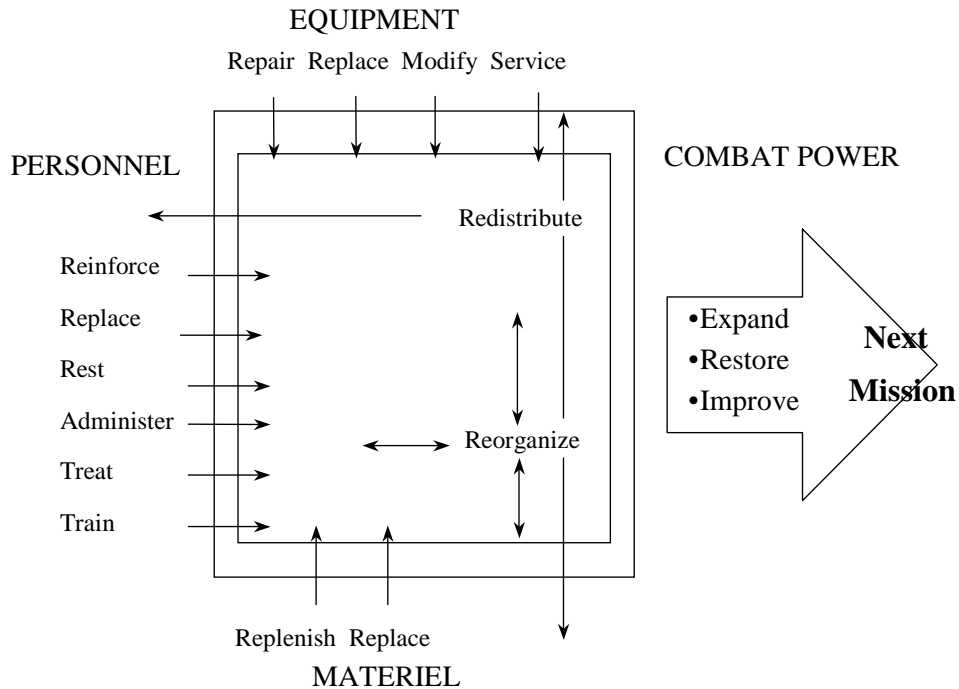 EQUIPMENT
Repair Replace Modify Service
PERSONNEL
COMBAT POWER
Redistribute
Reinforce
Replace
Rest
Administer
Treat
Train
Reorganize
•Expand
•Restore
•Improve
Next
Mission
Replenish Replace
MATERIEL